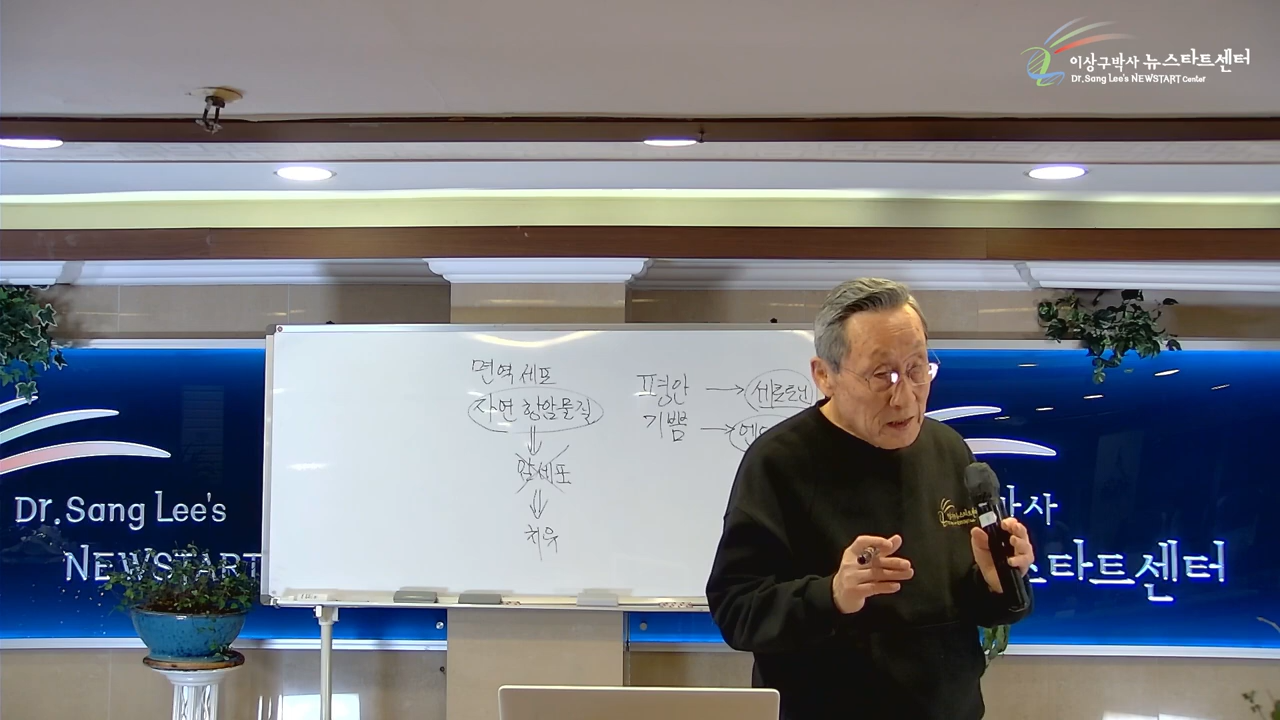 이상구박사 뉴스타트센터
Dr. Sang Lee's NEWSTART Center
면역세포
자연 항암물질
암세포
치유
평안 → 세로토닌
기쁨 → 엔
Dr. Sang Lee's
NEWSTART
박사
스타트센터